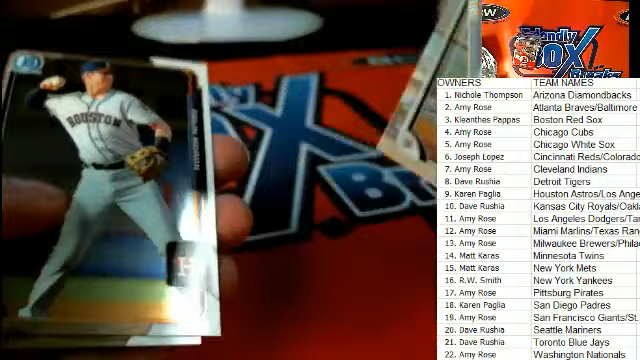 HOUSTON
H
Friendly
BOX
Breaks
OWNERS TEAM NAMES
1. Nichole Thompson Arizona Diamondbacks
2. Amy Rose Atlanta Braves/Baltimore
3. Kleanthes Pappas Boston Red Sox
4. Amy Rose Chicago Cubs
5. Amy Rose Chicago White Sox
6. Joseph Lopez Cincinnati Reds/Colorado
7. Amy Rose Cleveland Indians
8. Dave Rushia Detroit Tigers
9. Karen Paglia Houston Astros/Los Ange
10. Dave Rushia Kansas City Royals/Oakl
11. Amy Rose Los Angeles Dodgers/Tar
12. Amy Rose Miami Marlins/Texas Ran
13. Amy Rose Milwaukee Brewers/Phila
14. Matt Karas Minnesota Twins
15. Matt Karas New York Mets
16. R.W. Smith New York Yankees
17. Amy Rose Pittsburg Pirates
18. Karen Paglia San Diego Padres
19. Amy Rose San Francisco Giants/St.
20. Dave Rushia Seattle Mariners
21. Dave Rushia Toronto Blue Jays
22. Amy Rose Washington Nationals